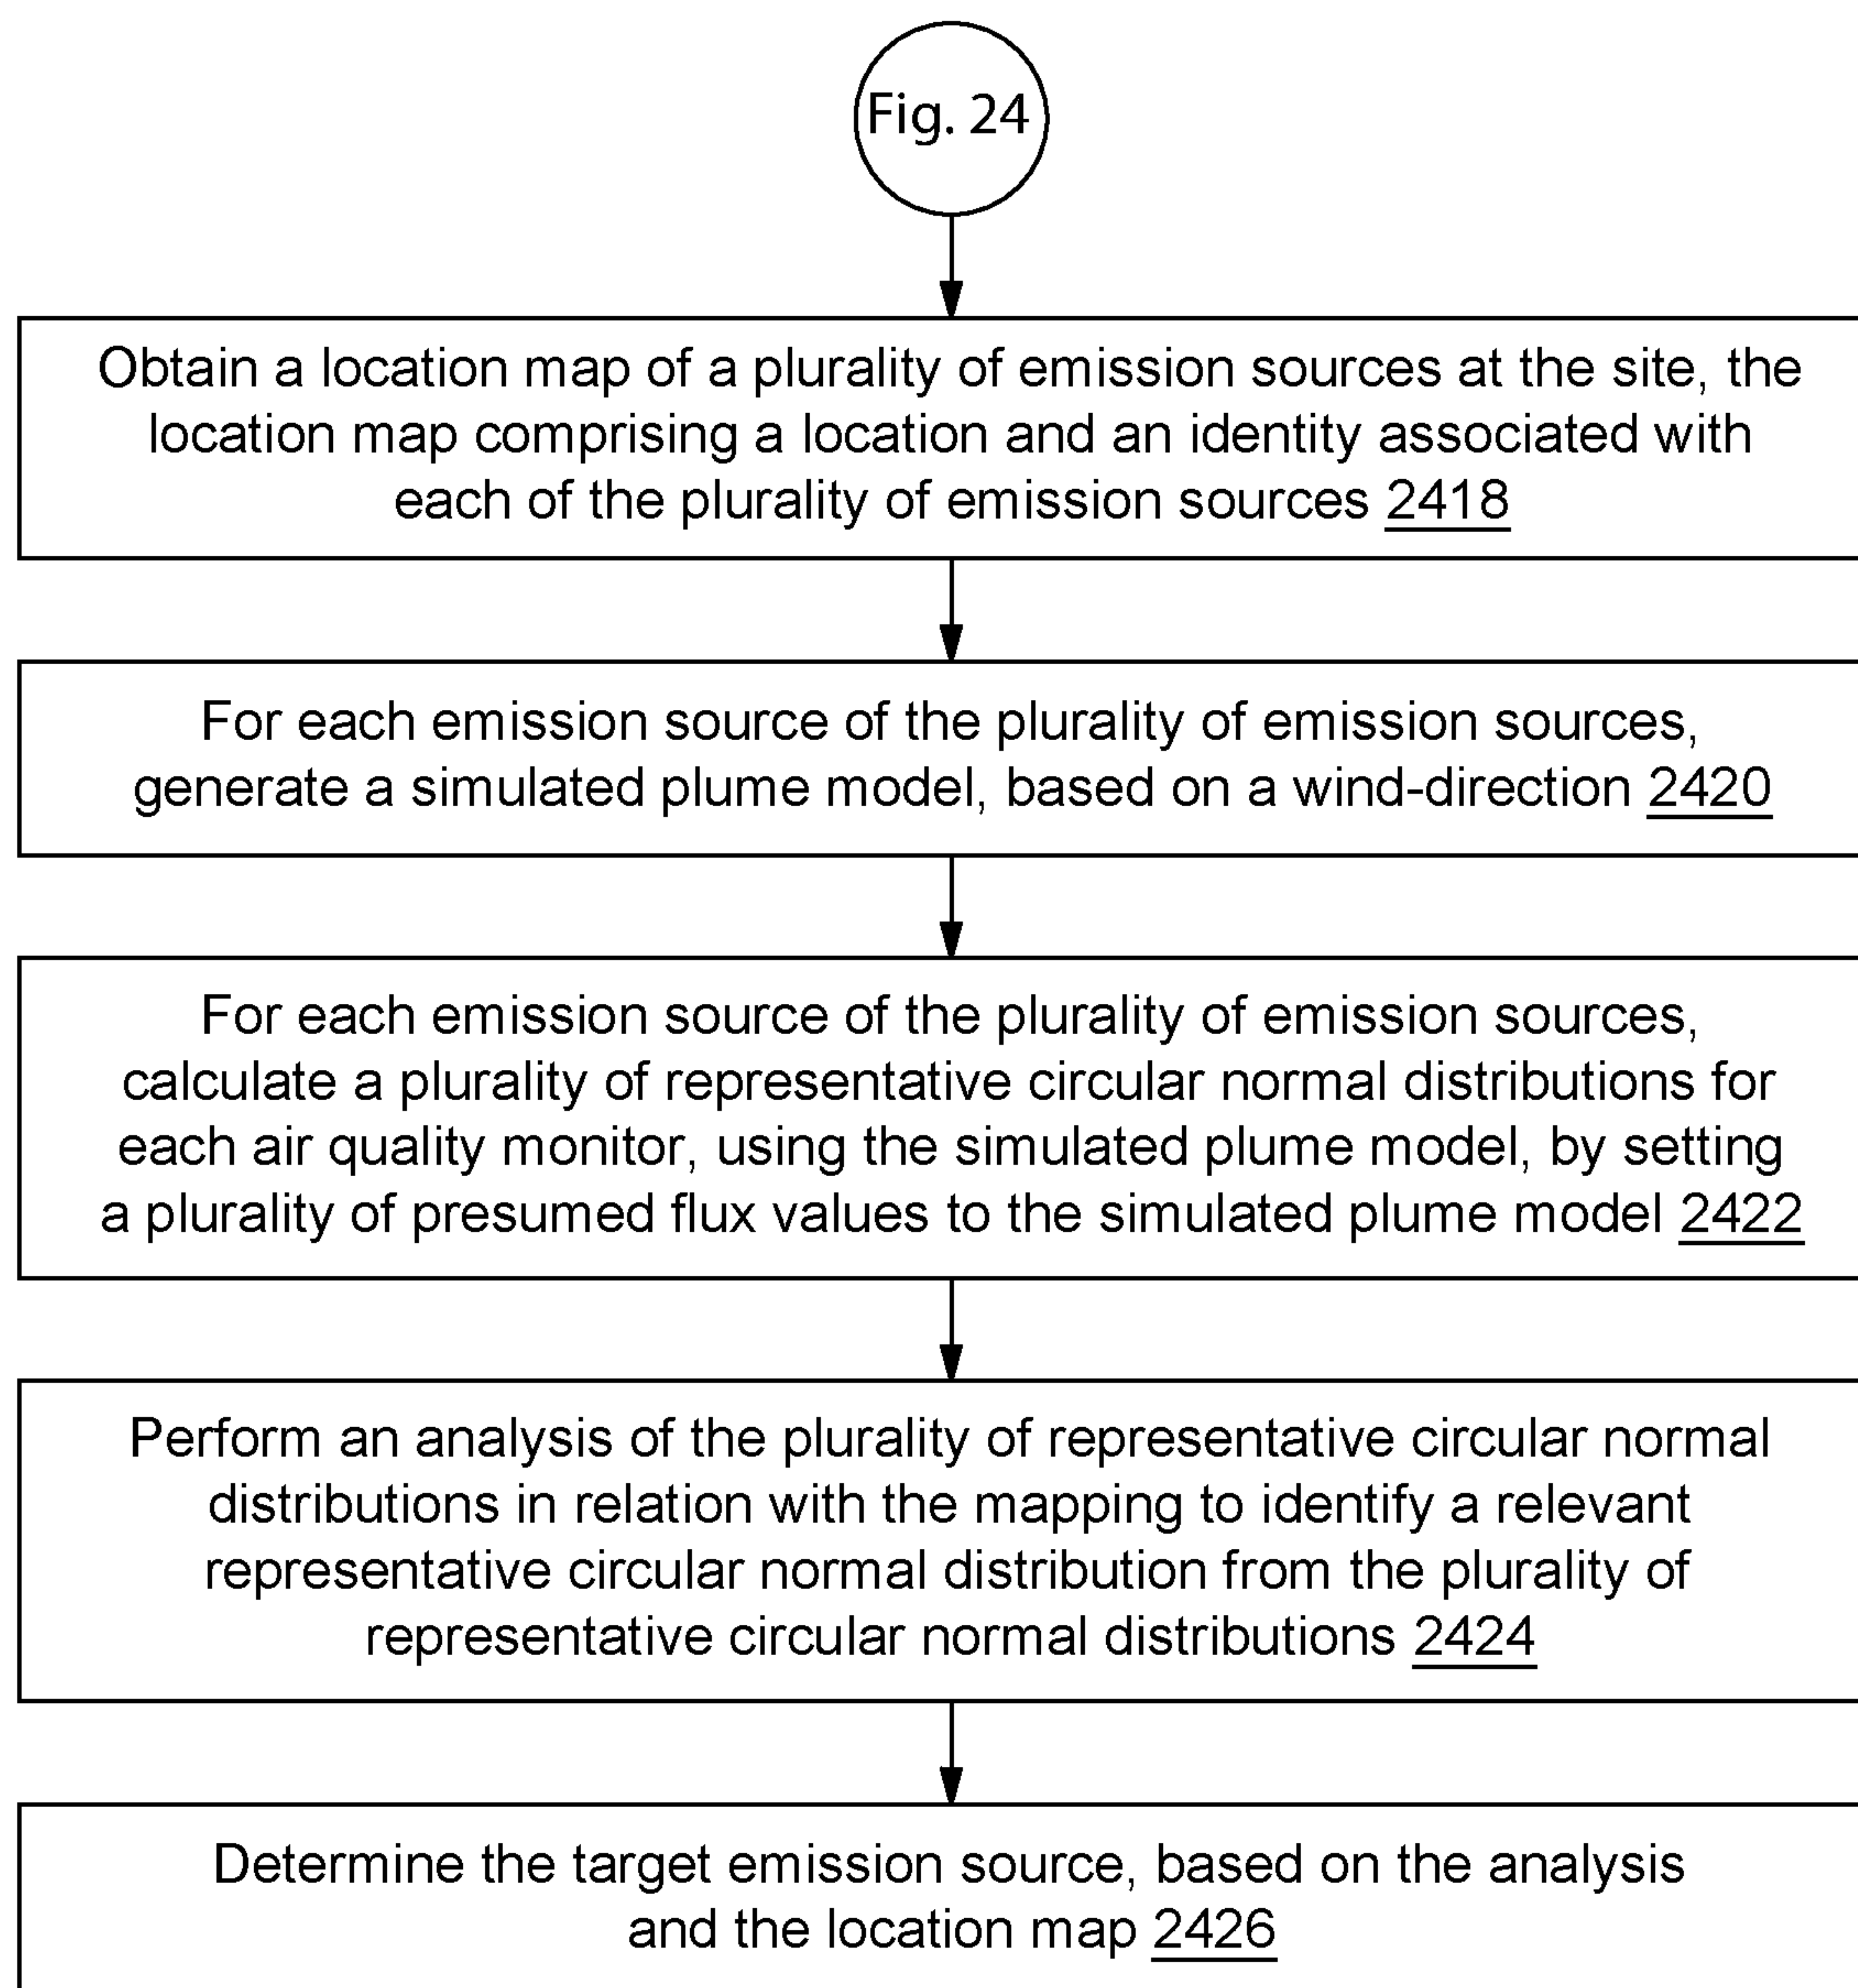 Fig. 24
Obtain a location map of a plurality of emission sources at the site, the
location map comprising a location and an identity associated with
each of the plurality of emission sources 2418
For each emission source of the plurality of emission sources,
generate a simulated plume model, based on a wind-direction 2420
For each emission source of the plurality of emission sources,
calculate a plurality of representative circular normal distributions for
each air quality monitor, using the simulated plume model, by setting
a plurality of presumed flux values to the simulated plume model 2422
Perform an analysis of the plurality of representative circular normal
distributions in relation with the mapping to identify a relevant
representative circular normal distribution from the plurality of
representative circular normal distributions 2424
Determine the target emission source, based on the analysis
and the location map 2426